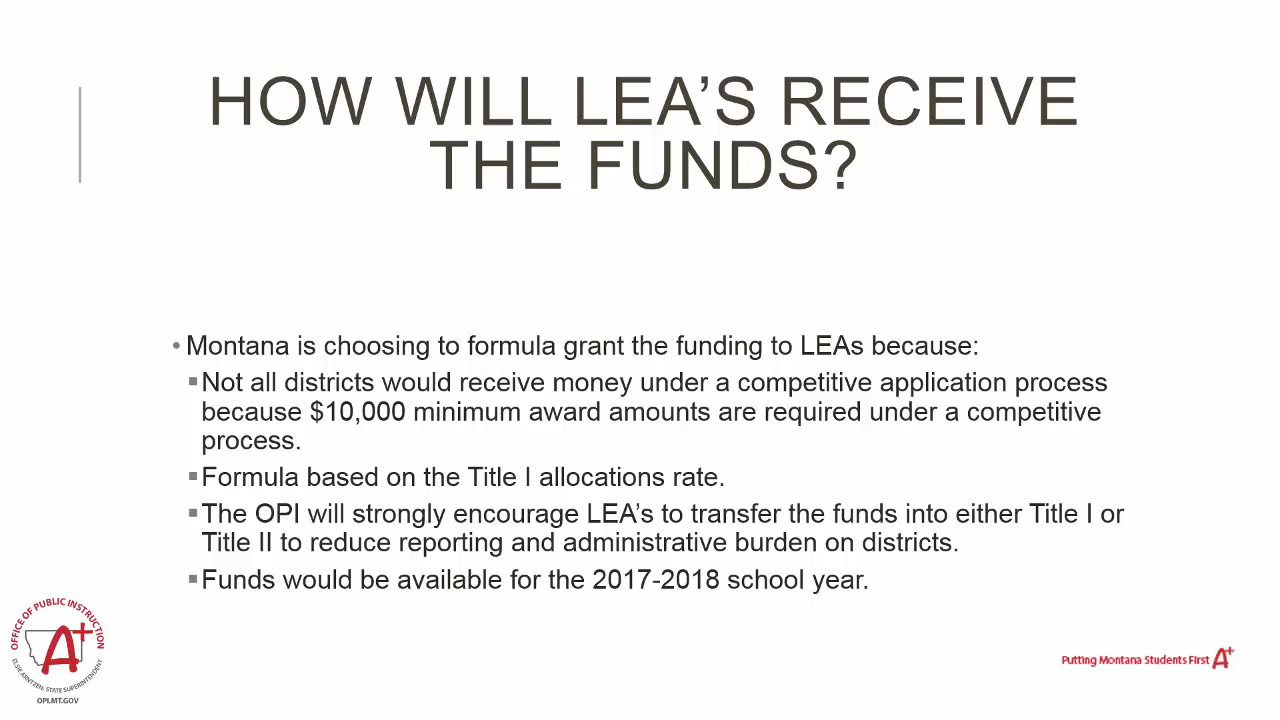 HOW WILL LEA’S RECEIVE
THE FUNDS?
• Montana is choosing to formula grant the funding to LEAs because:
▪Not all districts would receive money under a competitive application process
because $10,000 minimum award amounts are required under a competitive
process.
▪Formula based on the Title I allocations rate.
▪The OPI will strongly encourage LEA’s to transfer the funds into either Title I or
Title II to reduce reporting and administrative burden on districts.
▪Funds would be available for the 2017-2018 school year.
OFFICE OF PUBLIC INSTRUCTION
A+
ELSIE ARNTZEN, STATE SUPERINTENDENT
OPI.MT.GOV
Putting Montana Students First A+